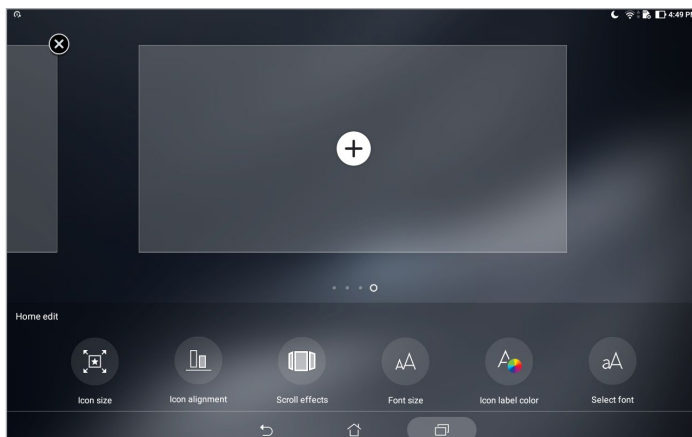 4:49 P
Home edit
Icon size
Icon alignment
Scroll effects
Font size
Icon label color
Select font